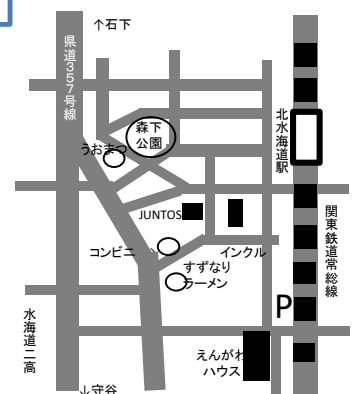 ↑石下
県道357号線
森下
公園
うおまつ
北水海道駅
JUNTOS
関東鉄道常総線
コンビニ
インクル
すずなり
ラーメン
P
水海道二高
えんがわ
ハウス
↓守谷